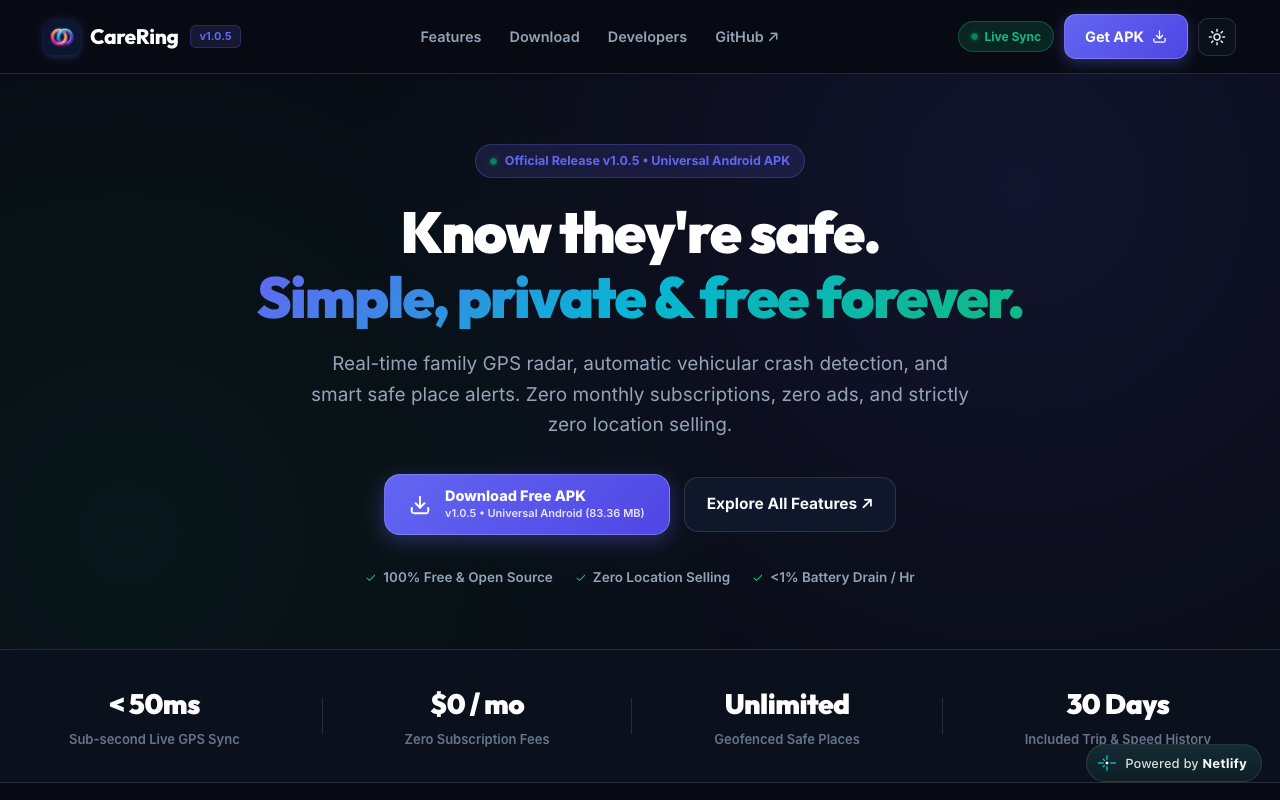 CareRing
v1.0.5
Features
Download
Developers
GitHub ↗
Live Sync
Get APK
Official Release v1.0.5 • Universal Android APK
Know they're safe.
Simple, private & free forever.
Real-time family GPS radar, automatic vehicular crash detection, and
smart safe place alerts. Zero monthly subscriptions, zero ads, and strictly
zero location selling.
Download Free APK
v1.0.5 • Universal Android (83.36 MB)
Explore All Features ↗
✓ 100% Free & Open Source
✓ Zero Location Selling
✓ <1% Battery Drain / Hr
< 50ms
Sub-second Live GPS Sync
$0 / mo
Zero Subscription Fees
Unlimited
Geofenced Safe Places
30 Days
Included Trip & Speed History
Powered by Netlify